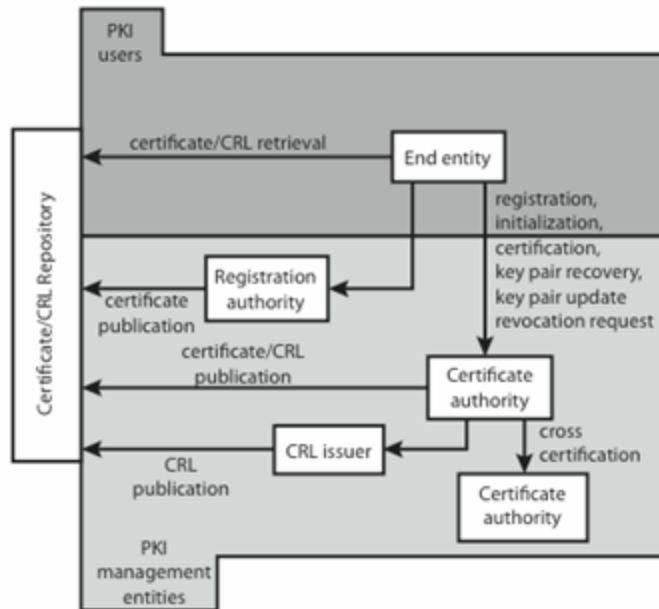 PKI
users
certificate/CRL retrieval
End entity
Certificate/CRL Repository
registration,
initialization,
certification,
key pair recovery,
key pair update
revocation request
Registration
authority
certificate
publication
certificate/CRL
publication
Certificate
authority
CRL issuer
cross
certification
CRL
publication
Certificate
authority
PKI
management
entities